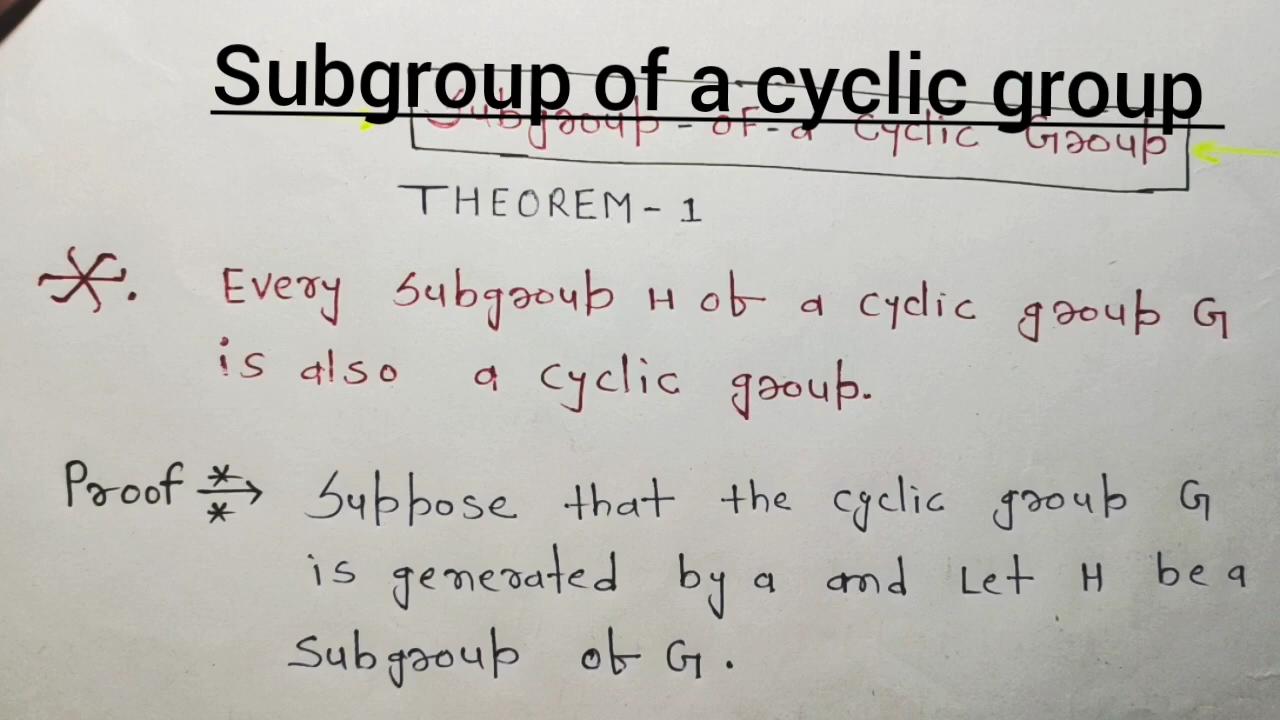 Subgroup of a cyclic group
Subgroup-of-a Cyclic Group
THEOREM-1
*. Every subgroup H of a cyclic group G
is also a cyclic group.
Proof ⁎→⁎ Suppose that the cyclic group G
is generated by a and Let H be a
Subgroup of G.